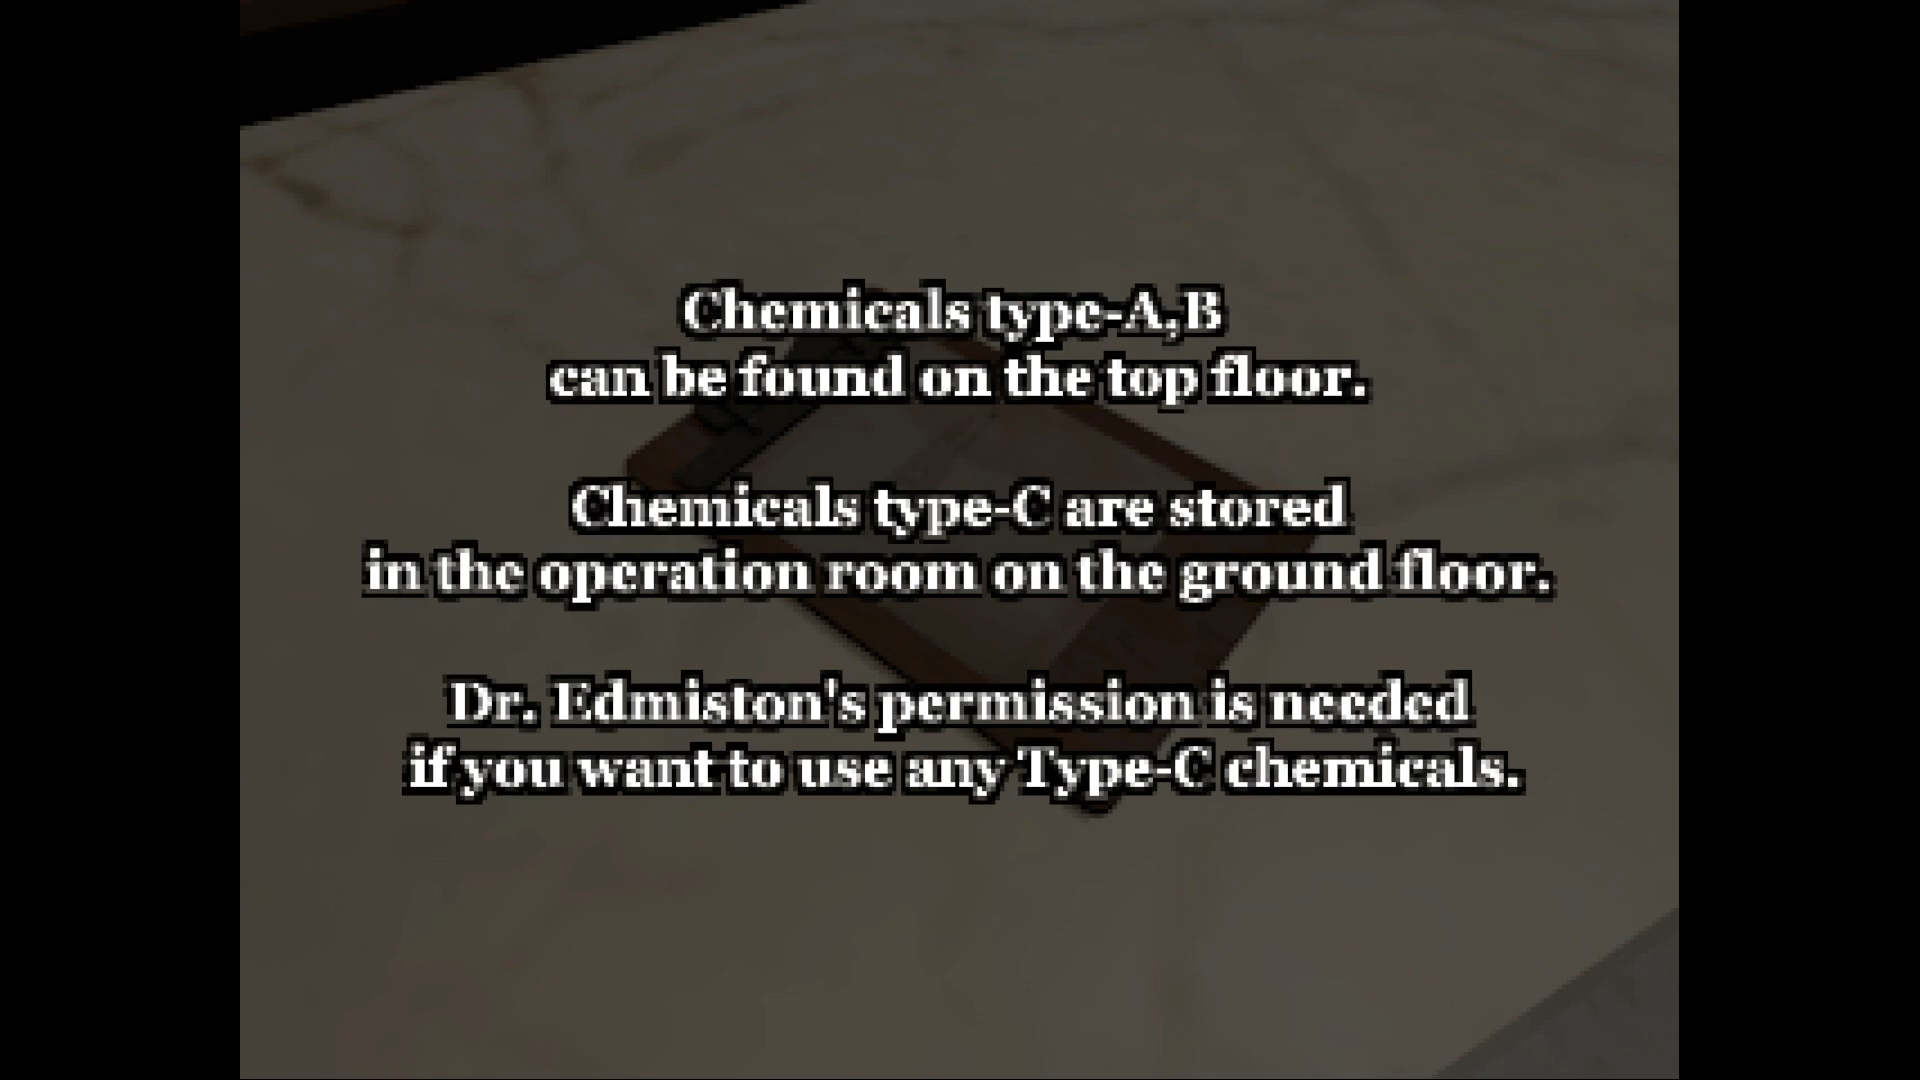 Chemicals type-A,B
can be found on the top floor.
Chemicals type-C are stored
in the operation room on the ground floor.
Dr. Edmiston's permission is needed
if you want to use any Type-C chemicals.